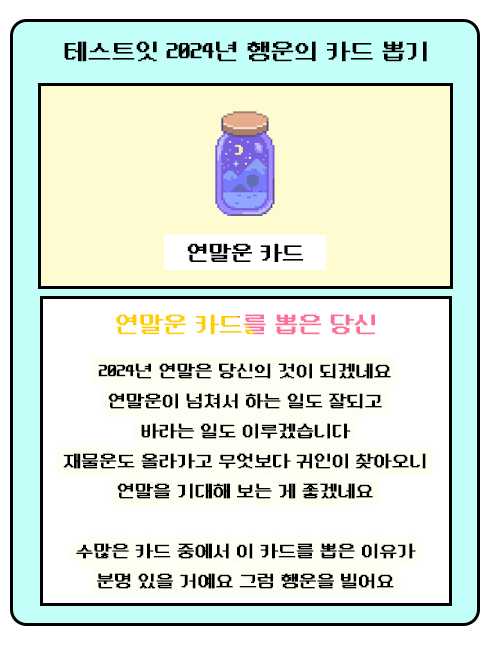 테스트잇 2024년 행운의 카드 뽑기
연말운 카드
연말운 카드를 뽑은 당신
2024년 연말은 당신의 것이 되겠네요
연말운이 넘쳐서 하는 일도 잘되고
바라는 일도 이루겠습니다
재물운도 올라가고 무엇보다 귀인이 찾아오니
연말을 기대해 보는 게 좋겠네요
수많은 카드 중에서 이 카드를 뽑은 이유가
분명 있을 거예요 그럼 행운을 빌어요